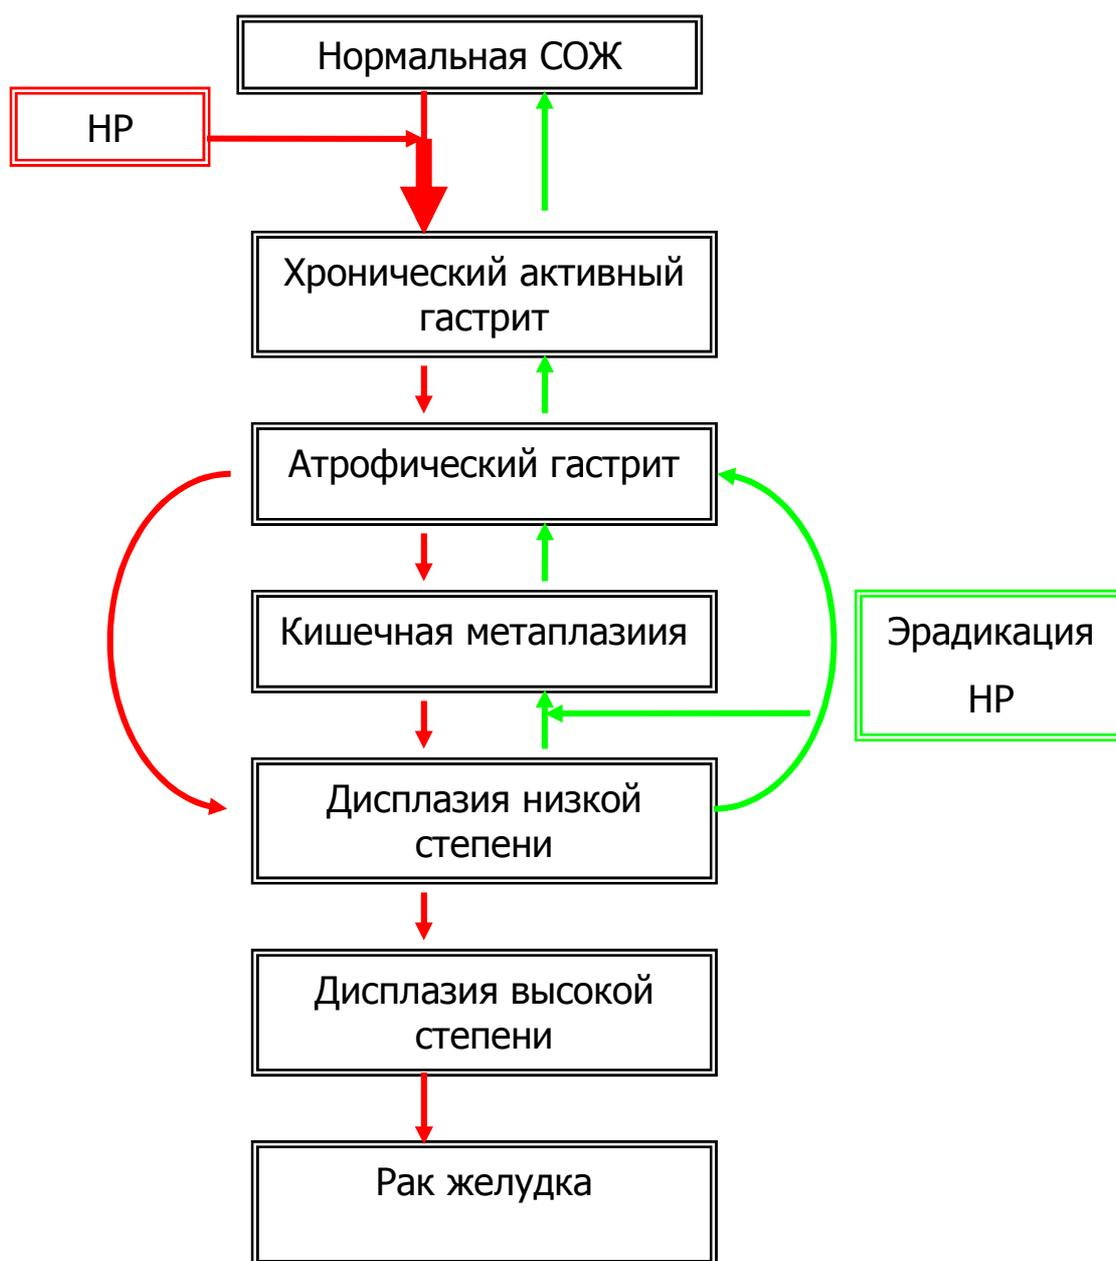 Нормальная СОЖ
НР
Хронический активный
гастрит
Атрофический гастрит
Кишечная метаплазиия
Эрадикация
НР
Дисплазия низкой
степени
Дисплазия высокой
степени
Рак желудка